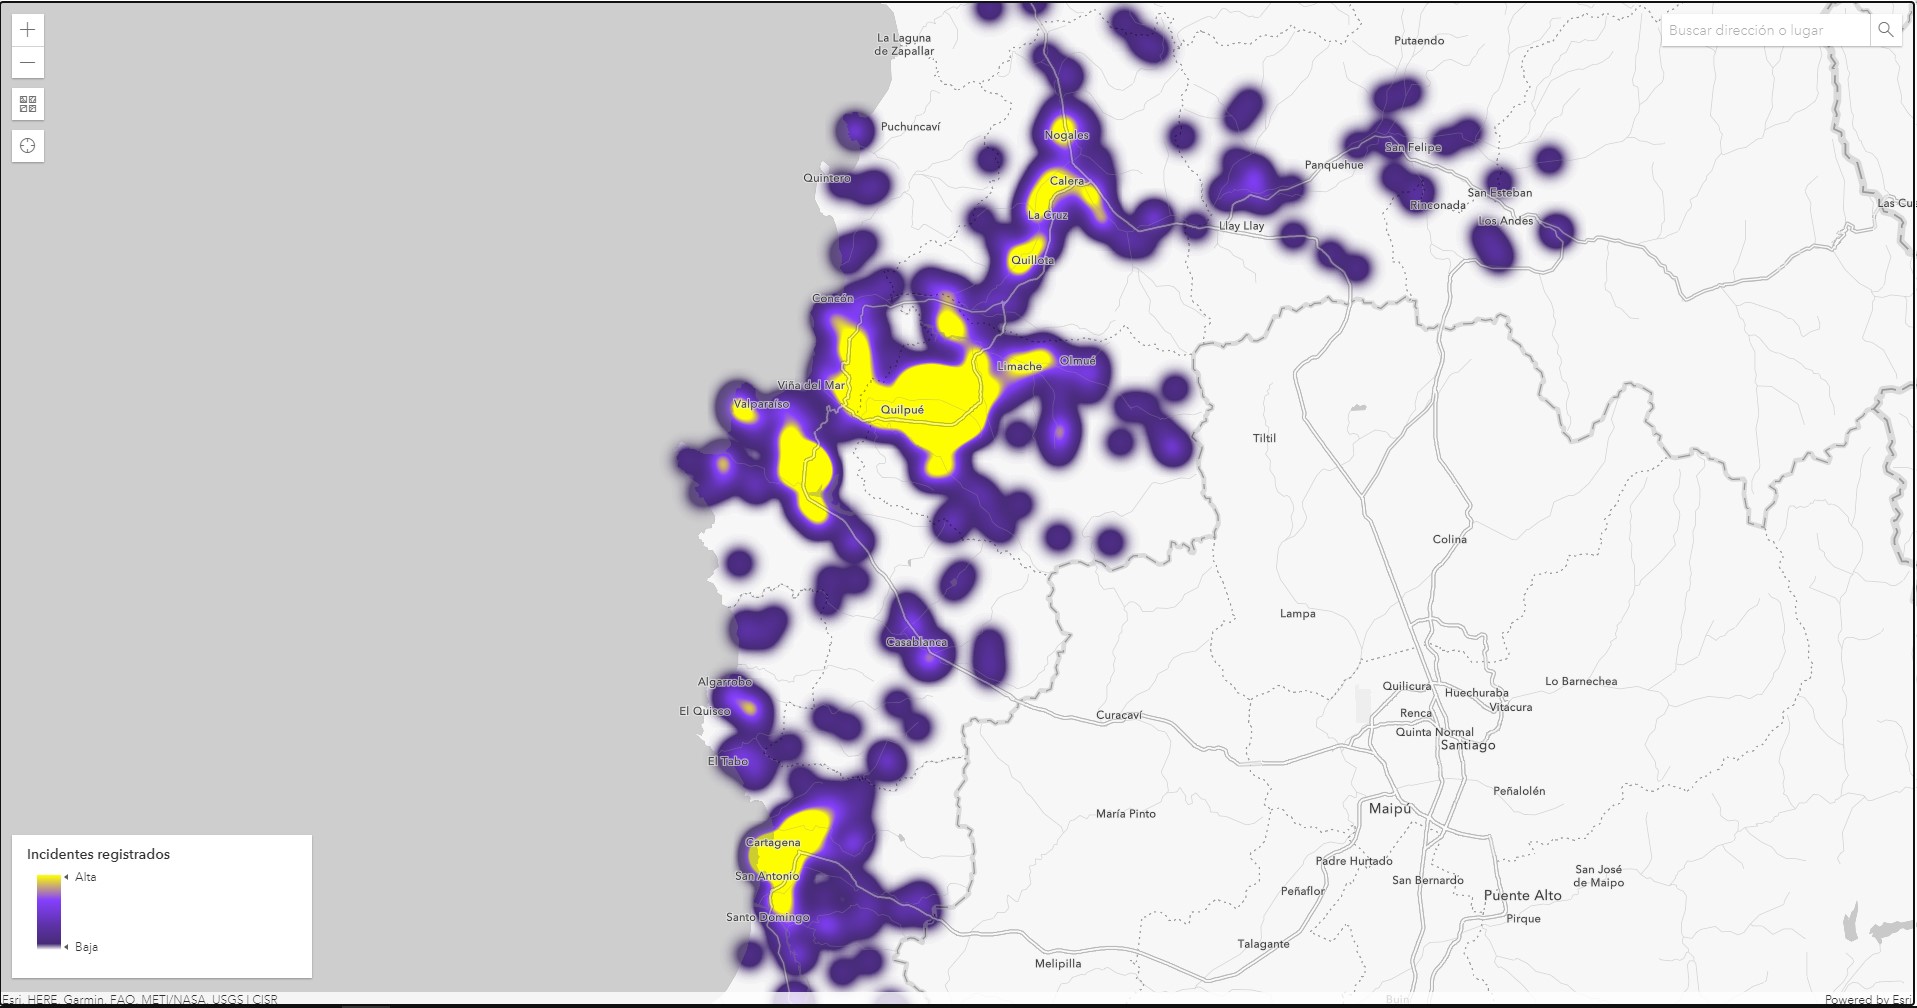 Buscar dirección o lugar
La Laguna
de Zapallar
Putaendo
Puchuncaví
Nogales
San Felipe
Panquehue
Quintero
Calera
San Esteban
Rinconada
Las Cu
La Cruz
Los Andes
Llay Llay
Quillota
Concón
Limache
Olmué
Viña del Mar
Valparaíso
Quilpué
Tiltil
Colina
Lampa
Casablanca
Algarrobo
El Quisco
Curacaví
Quilicura
Huechuraba
Lo Barnechea
Vitacura
Renca
Quinta Normal
Santiago
El Tabo
Peñalolén
María Pinto
Maipú
Cartagena
Padre Hurtado
San José
de Maipo
San Antonio
San Bernardo
Peñaflor
Puente Alto
Santo Domingo
Pirque
Talagante
Melipilla
Buin
Incidentes registrados
Alta
Baja
Esri, HERE, Garmin, FAO, METI/NASA, USGS | CISR
Powered by Esri